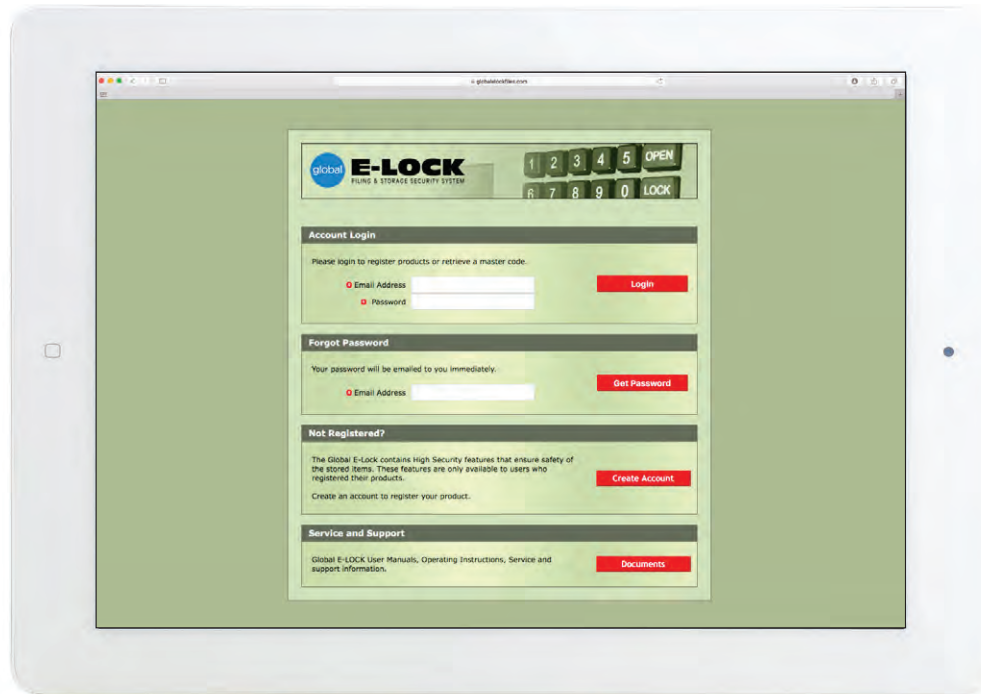 globalelockfiles.com
global
E-LOCK
FILING & STORAGE SECURITY SYSTEM
1 2 3 4 5 OPEN
6 7 8 9 0 LOCK
Account Login
Please login to register products or retrieve a master code.
Email Address
Login
Password
Forgot Password
Your password will be emailed to you immediately.
Get Password
Email Address
Not Registered?
The Global E-Lock contains High Security features that ensure safety of
the stored items. These features are only available to users who
registered their products.
Create Account
Create an account to register your product.
Service and Support
Global E-LOCK User Manuals, Operating Instructions, Service and
support information.
Documents